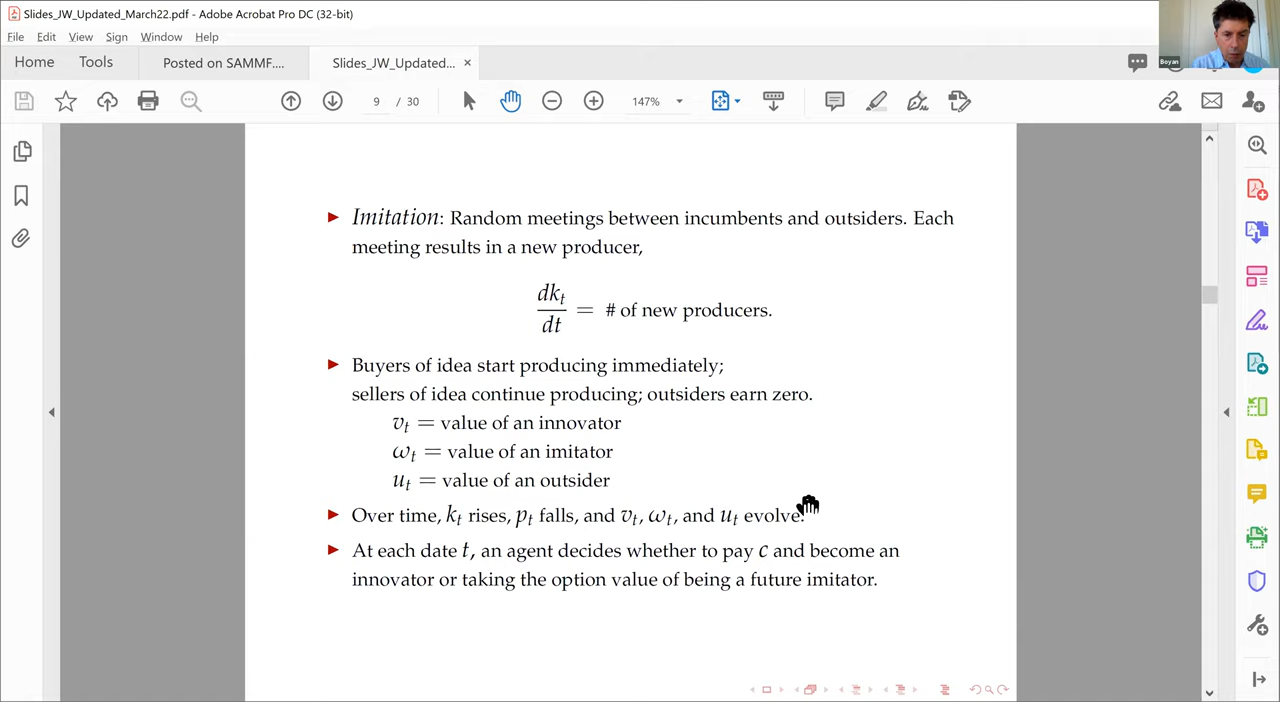 Slides_JW_Updated_March22.pdf - Adobe Acrobat Pro DC (32-bit)
File Edit View Sign Window Help
Home Tools Posted on SAMMF.... Slides_JW_Updated... ×
9 / 30 147%
Boyan
Imitation: Random meetings between incumbents and outsiders. Each
meeting results in a new producer,
dk_t/dt = # of new producers.
Buyers of idea start producing immediately;
sellers of idea continue producing; outsiders earn zero.
v_t = value of an innovator
ω_t = value of an imitator
u_t = value of an outsider
Over time, k_t rises, p_t falls, and v_t, ω_t, and u_t evolve.
At each date t, an agent decides whether to pay c and become an
innovator or taking the option value of being a future imitator.